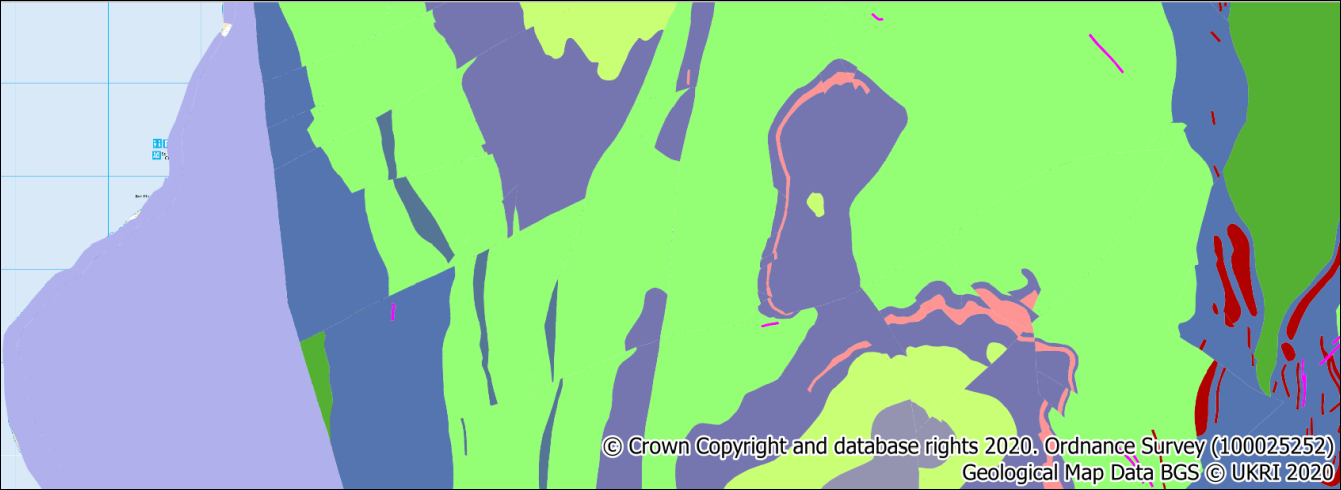 © Crown Copyright and database rights 2020. Ordnance Survey (100025252)
Geological Map Data BGS © UKRI 2020